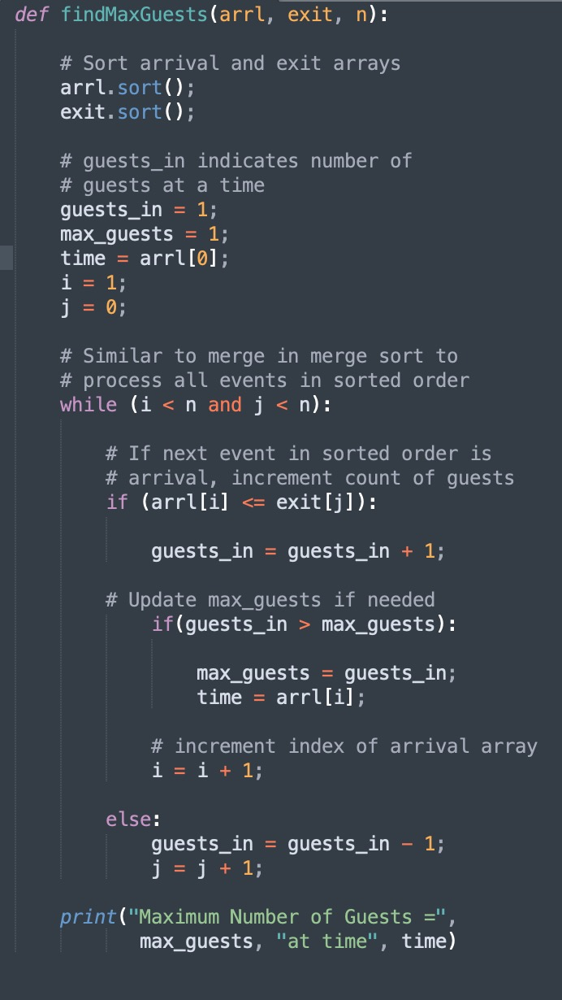 def findMaxGuests(arrl, exit, n):
    # Sort arrival and exit arrays
    arrl.sort();
    exit.sort();
    # guests_in indicates number of
    # guests at a time
    guests_in = 1;
    max_guests = 1;
    time = arrl[0];
    i = 1;
    j = 0;
    # Similar to merge in merge sort to
    # process all events in sorted order
    while (i < n and j < n):
        # If next event in sorted order is
        # arrival, increment count of guests
        if (arrl[i] <= exit[j]):
            guests_in = guests_in + 1;
        # Update max_guests if needed
            if(guests_in > max_guests):
                max_guests = guests_in;
                time = arrl[i];
            # increment index of arrival array
            i = i + 1;
        else:
            guests_in = guests_in - 1;
            j = j + 1;
    print("Maximum Number of Guests =",
           max_guests, "at time", time)